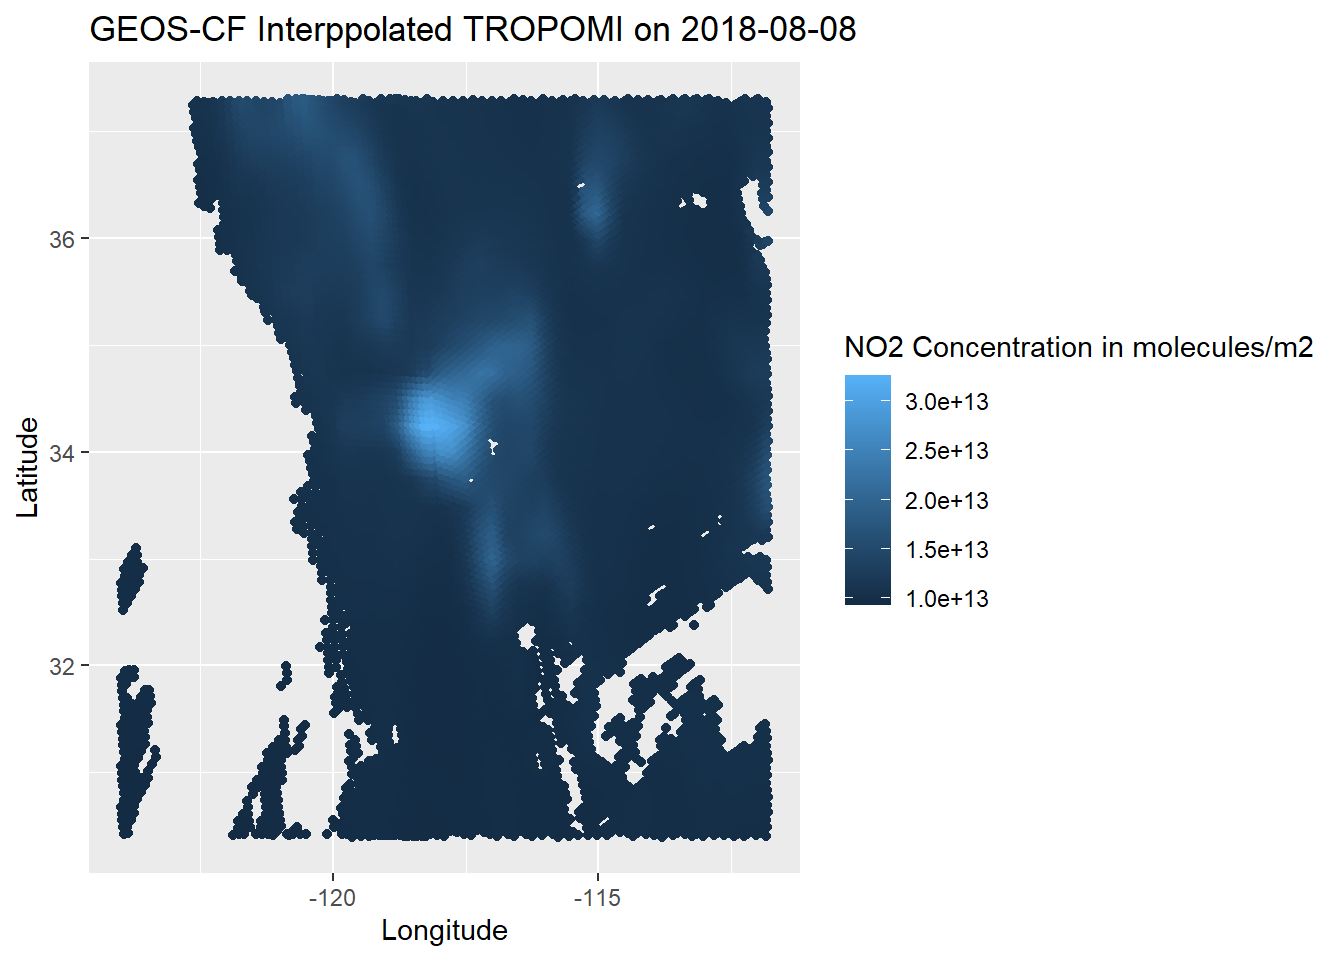 GEOS-CF Interppolated TROPOMI on 2018-08-08
36
34
32
Latitude
-120
-115
Longitude
NO2 Concentration in molecules/m2
3.0e+13
2.5e+13
2.0e+13
1.5e+13
1.0e+13